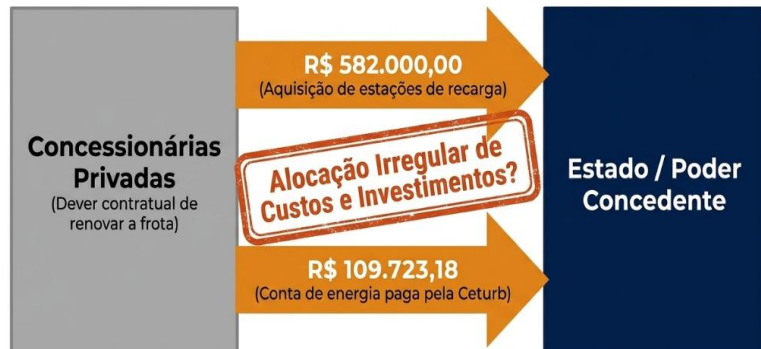 Concessionárias
Privadas
(Dever contratual de
renovar a frota)
R$ 582.000,00
(Aquisição de estações de recarga)
Alocação Irregular de
Custos e Investimentos?
R$ 109.723,18
(Conta de energia paga pela Ceturb)
Estado / Poder
Concedente